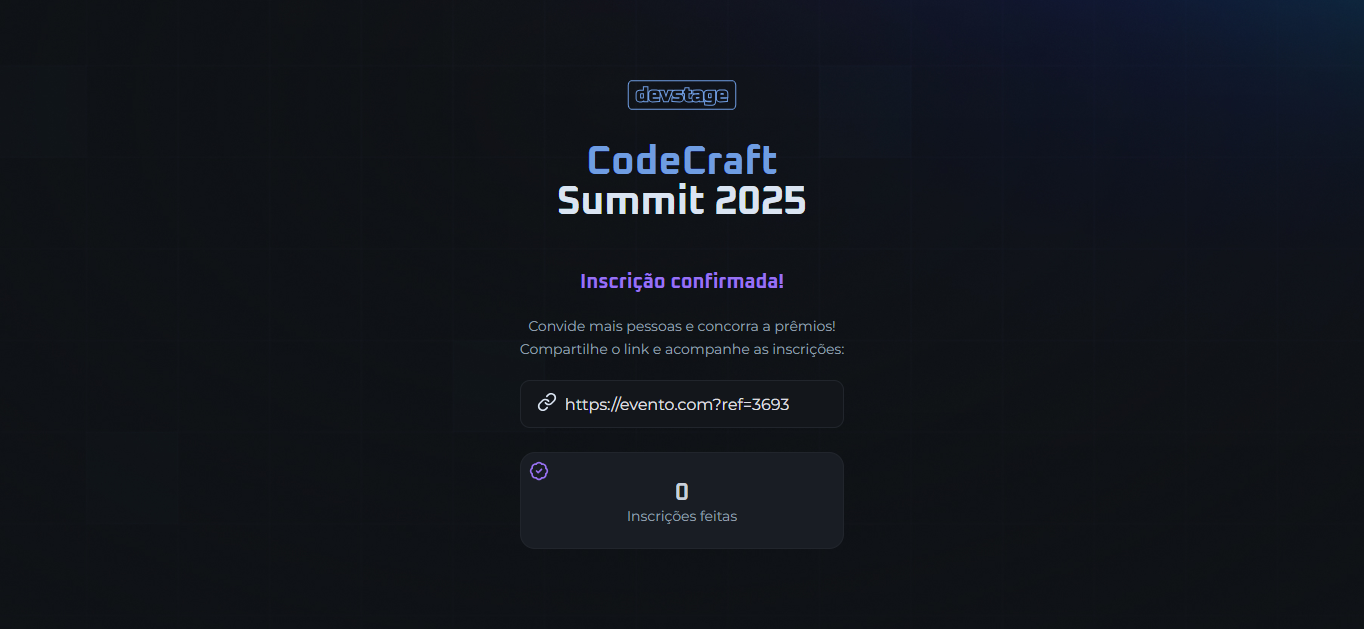 devstage
CodeCraft
Summit 2025
Inscrição confirmada!
Convide mais pessoas e concorra a prêmios!
Compartilhe o link e acompanhe as inscrições:
https://evento.com?ref=3693
0
Inscrições feitas